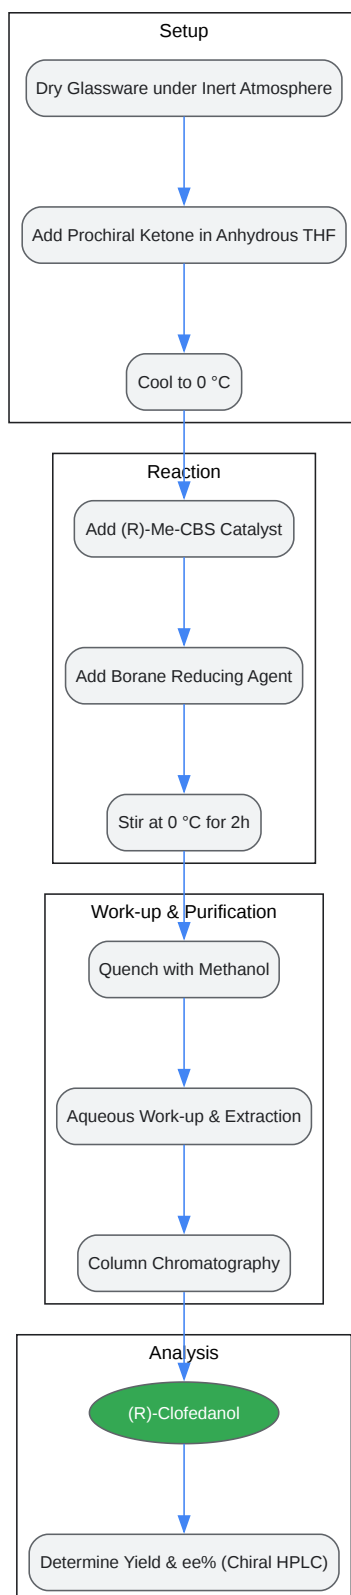 Setup
Dry Glassware under Inert Atmosphere
Add Prochiral Ketone in Anhydrous THF
Cool to 0 °C
Reaction
Add (R)-Me-CBS Catalyst
Add Borane Reducing Agent
Stir at 0 °C for 2h
Work-up & Purification
Quench with Methanol
Aqueous Work-up & Extraction
Column Chromatography
Analysis
(R)-Clofedanol
Determine Yield & ee% (Chiral HPLC)